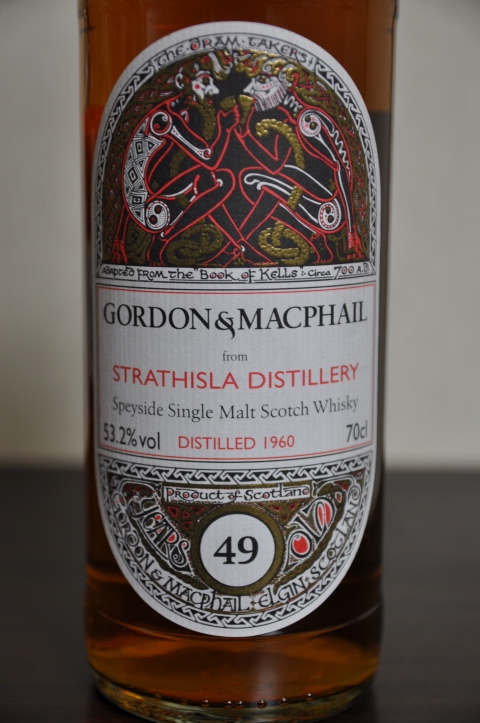 THE DRAM TAKERS
Adapted from the "Book of Kells": Circa 700 A.D.
GORDON & MACPHAIL
from
STRATHISLA DISTILLERY
Speyside Single Malt Scotch Whisky
53.2%vol DISTILLED 1960 70cl
Product of Scotland
YEARS 49 OLD
GORDON & MACPHAIL : ELGIN : SCOTLAND